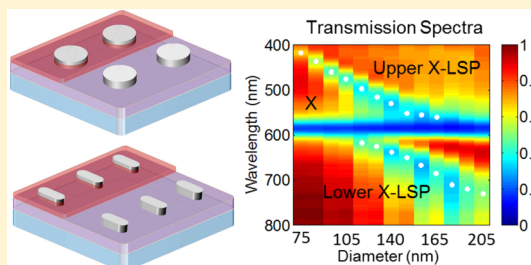 Transmission Spectra
Wavelength (nm)
400
500
600
700
800
Upper X-LSP
X
Lower X-LSP
75 105 140 165 205
Diameter (nm)
1
0.
0.
0.
0.
0